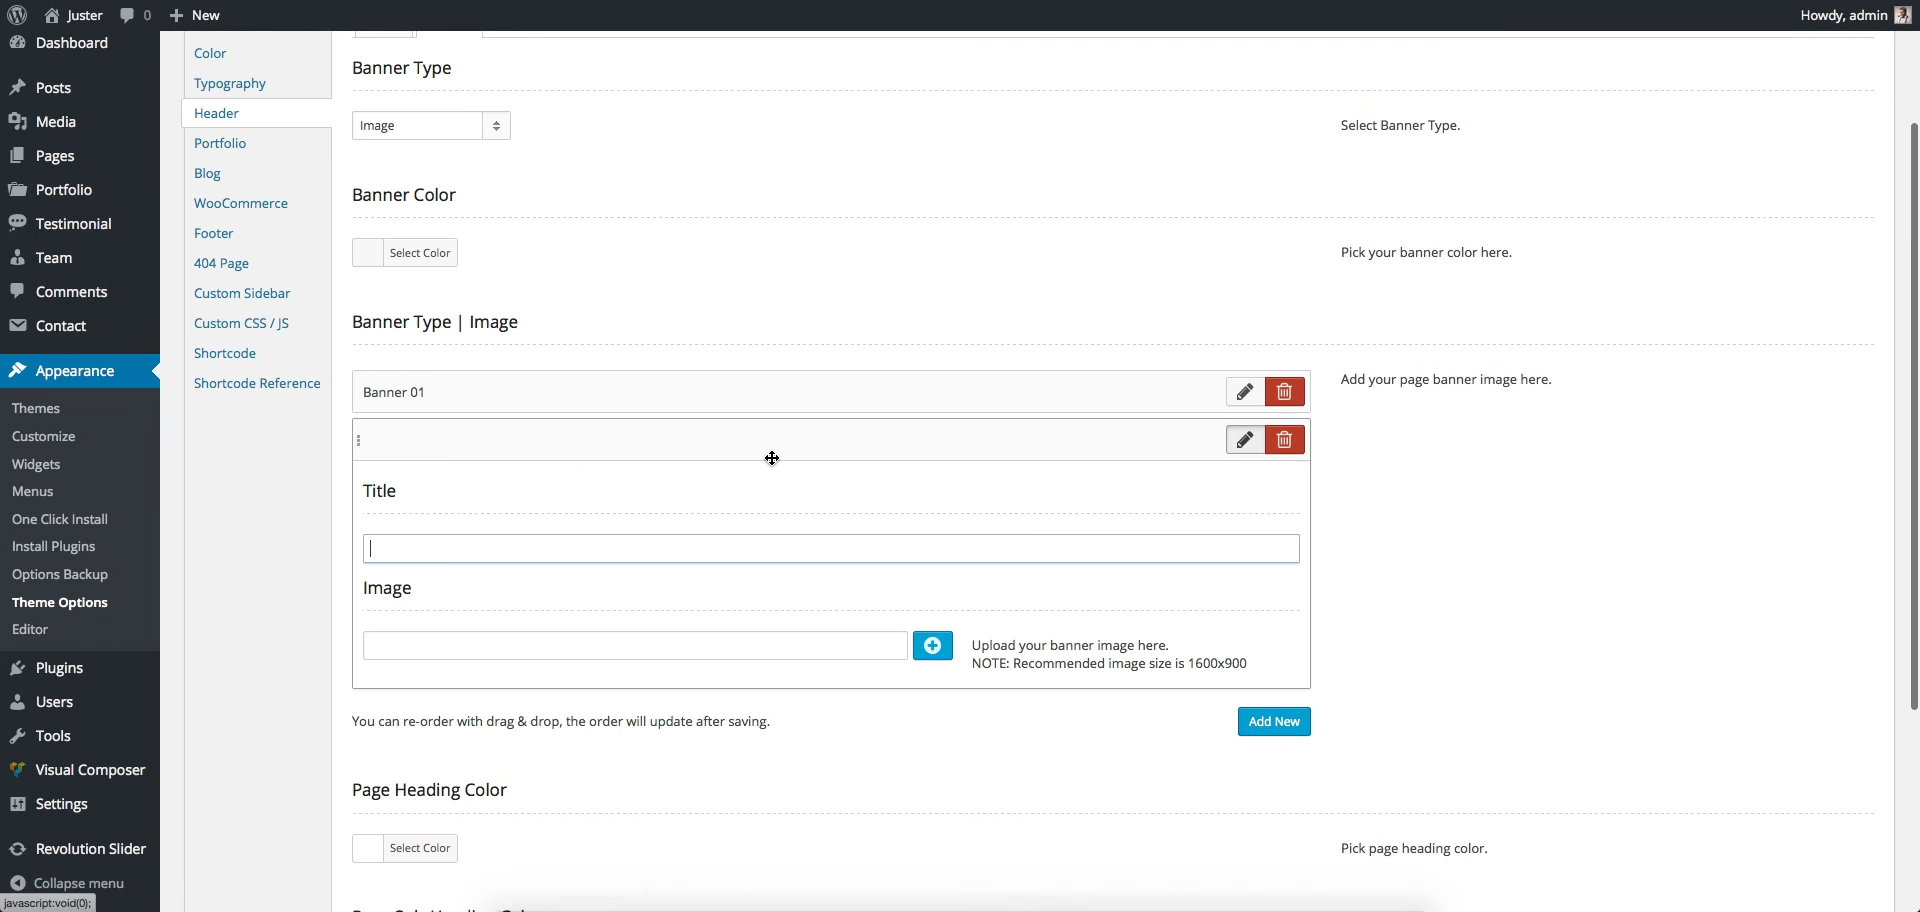 Juster 0 New Howdy, admin
Dashboard
Posts
Media
Pages
Portfolio
Testimonial
Team
Comments
Contact
Appearance
Themes
Customize
Widgets
Menus
One Click Install
Install Plugins
Options Backup
Theme Options
Editor
Plugins
Users
Tools
Visual Composer
Settings
Revolution Slider
Collapse menu
javascript:void(0);
Color
Typography
Header
Portfolio
Blog
WooCommerce
Footer
404 Page
Custom Sidebar
Custom CSS / JS
Shortcode
Shortcode Reference
Banner Type
Image
Select Banner Type.
Banner Color
Select Color
Pick your banner color here.
Banner Type | Image
Banner 01
Add your page banner image here.
Title
Image
Upload your banner image here.
NOTE: Recommended image size is 1600x900
You can re-order with drag & drop, the order will update after saving.
Add New
Page Heading Color
Select Color
Pick page heading color.